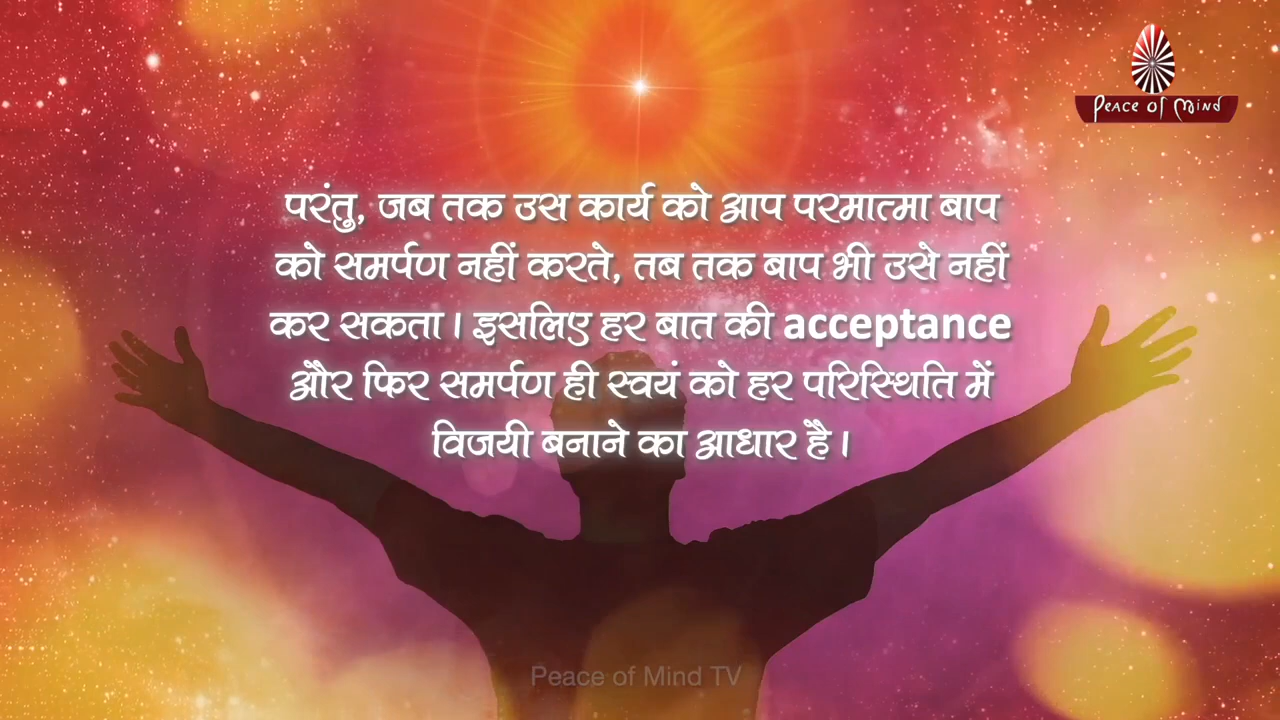 Peace of Mind
परंतु, जब तक उस कार्य को आप परमात्मा बाप
को समर्पण नहीं करते, तब तक बाप भी उसे नहीं
कर सकता। इसलिए हर बात की acceptance
और फिर समर्पण ही स्वयं को हर परिस्थिति में
विजयी बनाने का आधार है।
Peace of Mind TV